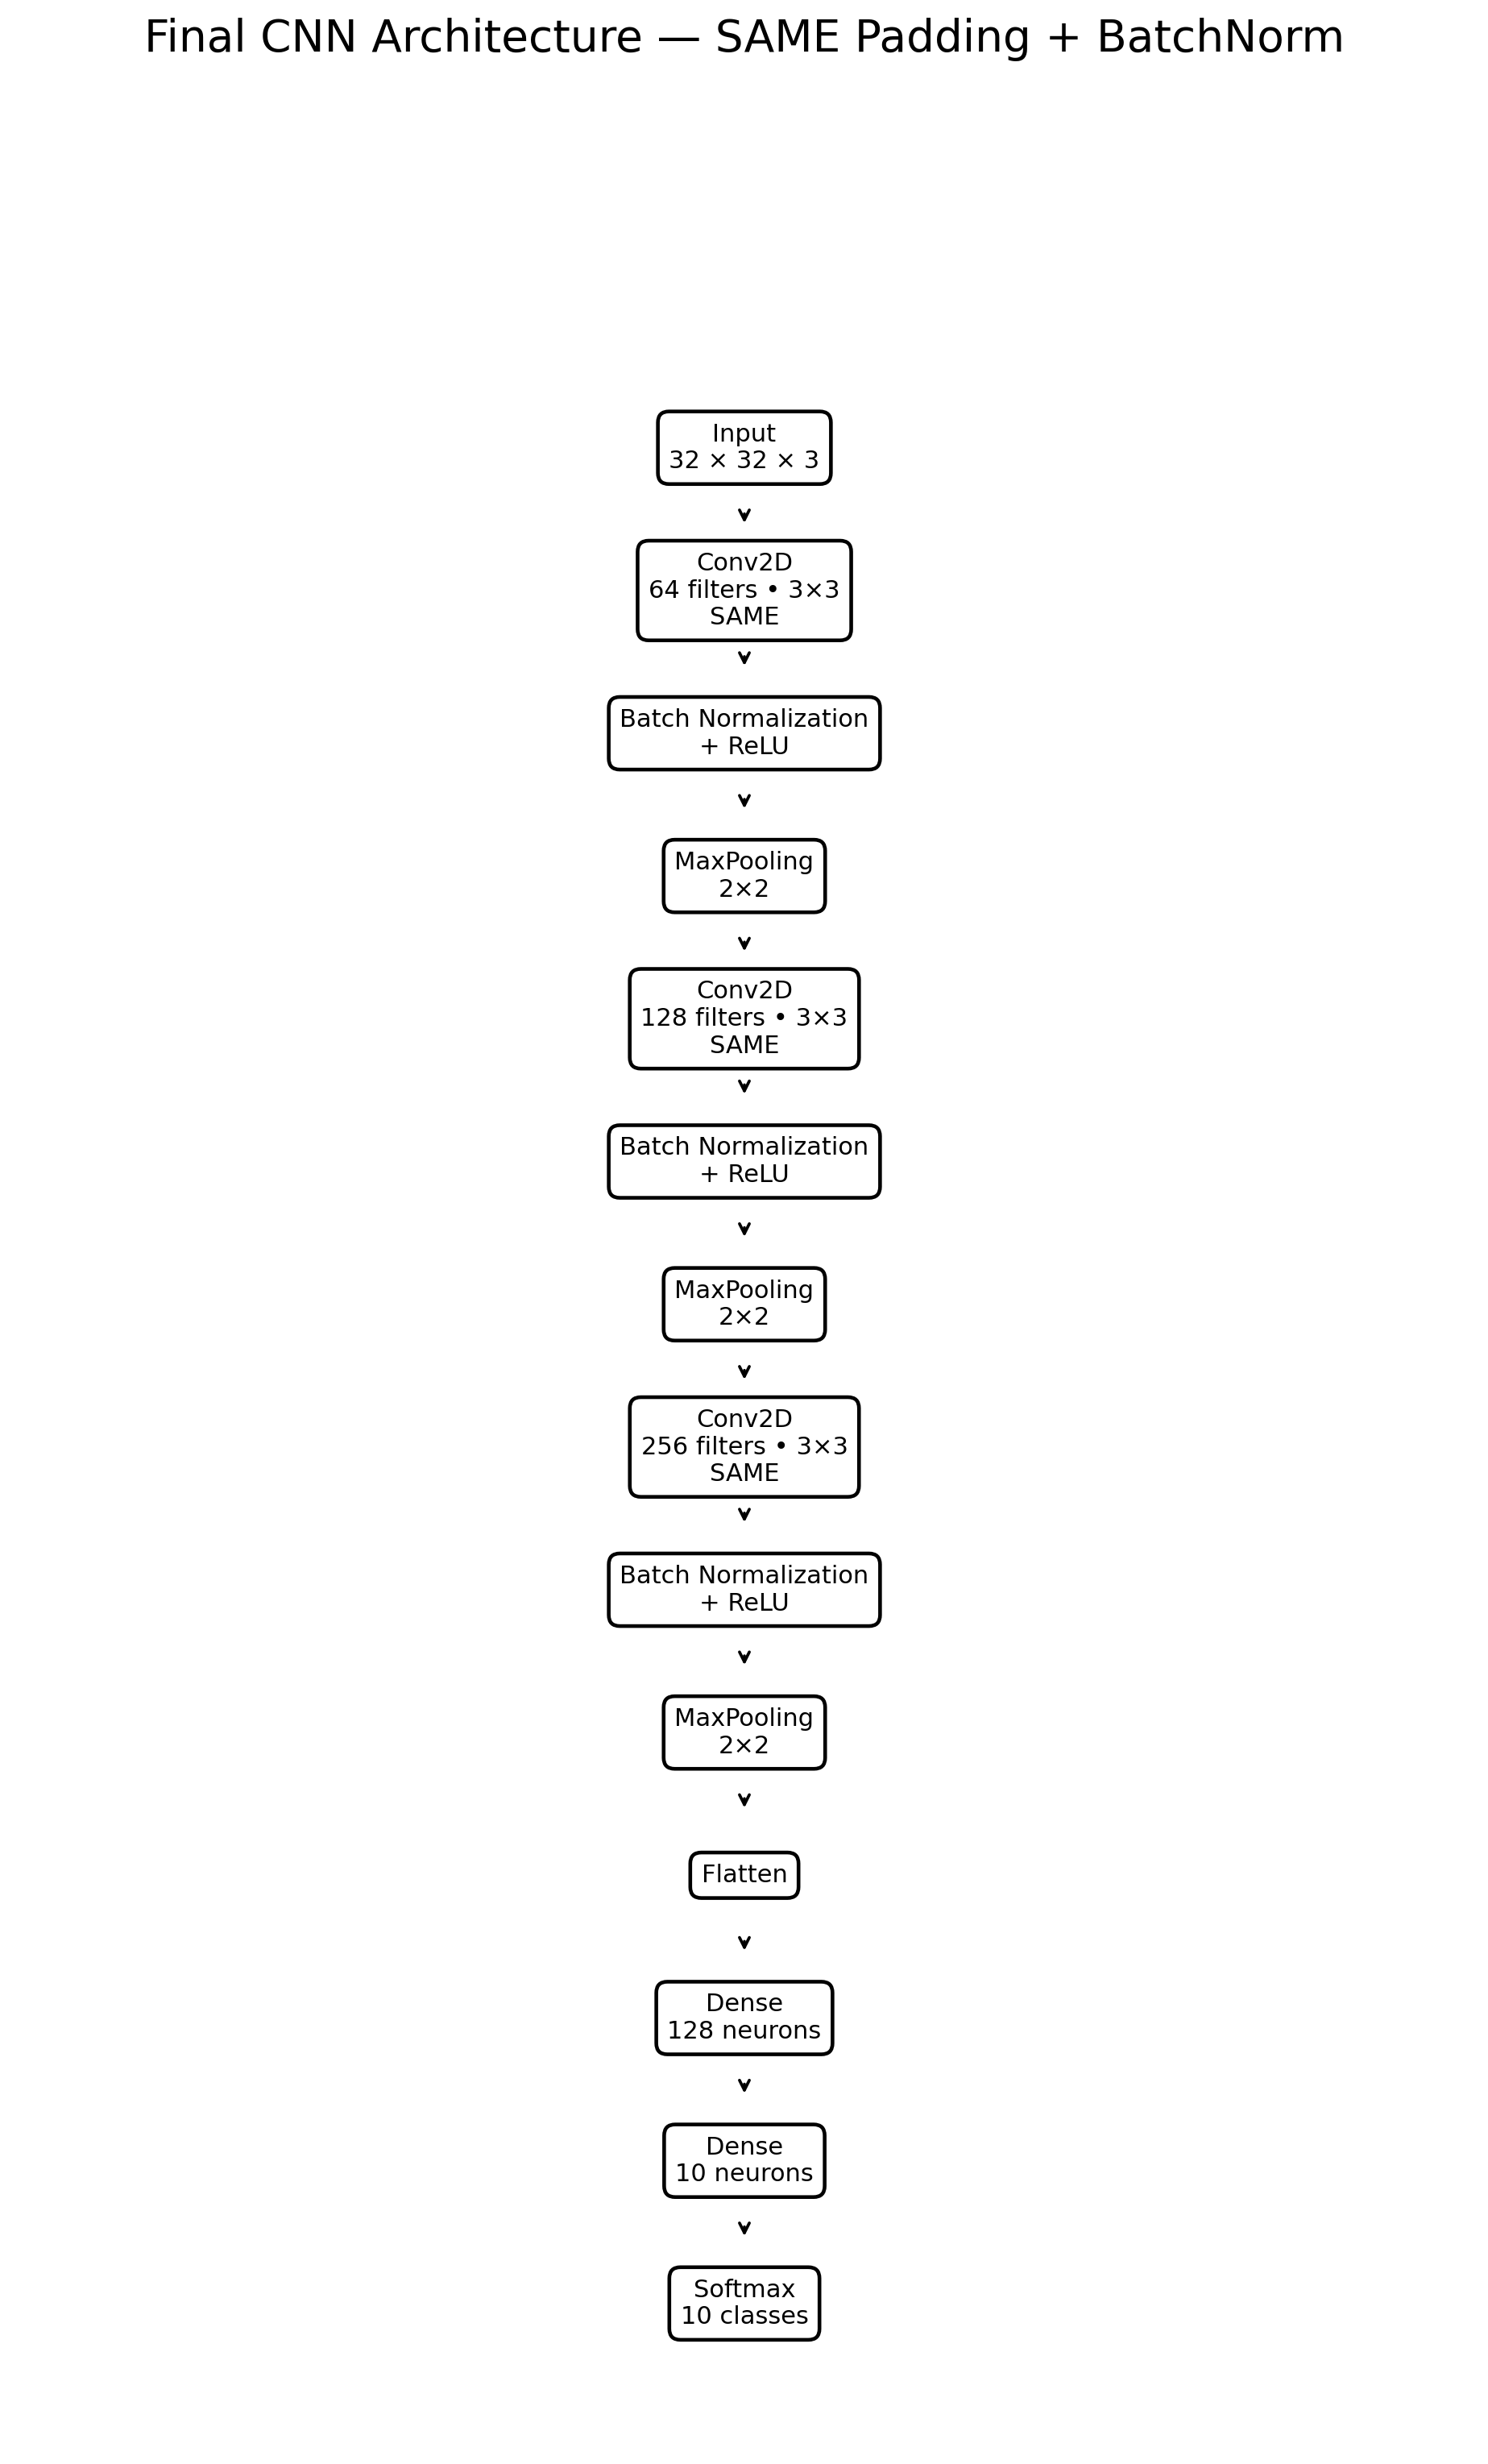 Final CNN Architecture — SAME Padding + BatchNorm
Input
32 × 32 × 3
Conv2D
64 filters • 3×3
SAME
Batch Normalization
+ ReLU
MaxPooling
2×2
Conv2D
128 filters • 3×3
SAME
Batch Normalization
+ ReLU
MaxPooling
2×2
Conv2D
256 filters • 3×3
SAME
Batch Normalization
+ ReLU
MaxPooling
2×2
Flatten
Dense
128 neurons
Dense
10 neurons
Softmax
10 classes